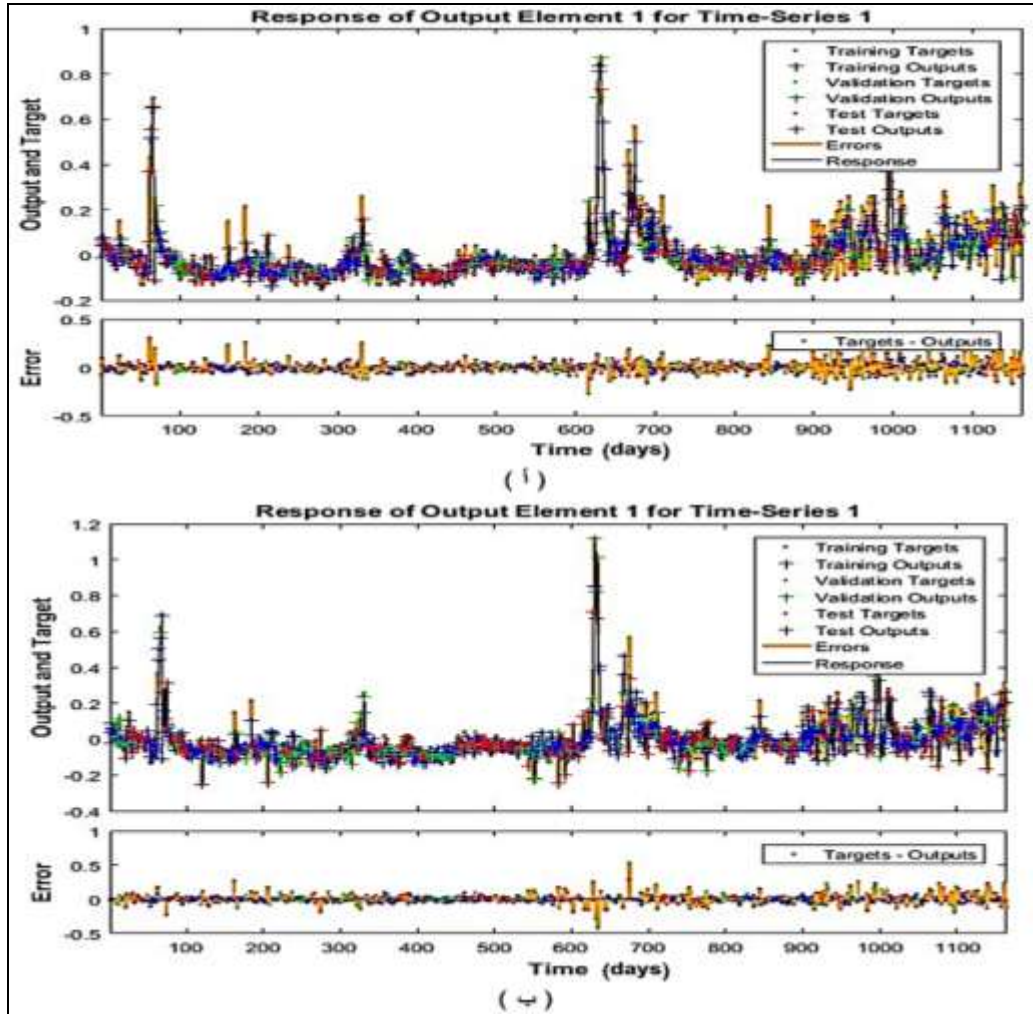 Response of Output Element 1 for Time-Series 1
1
0.8
0.6
0.4
0.2
0
-0.2
Output and Target
Training Targets
Training Outputs
Validation Targets
Validation Outputs
Test Targets
Test Outputs
Errors
Response
0.5
0
-0.5
Error
Targets - Outputs
100 200 300 400 500 600 700 800 900 1000 1100
Time (days)
( أ )
Response of Output Element 1 for Time-Series 1
1.2
1
0.8
0.6
0.4
0.2
0
-0.2
-0.4
Output and Target
Training Targets
Training Outputs
Validation Targets
Validation Outputs
Test Targets
Test Outputs
Errors
Response
1
0.5
0
-0.5
Error
Targets - Outputs
100 200 300 400 500 600 700 800 900 1000 1100
Time (days)
( ب )